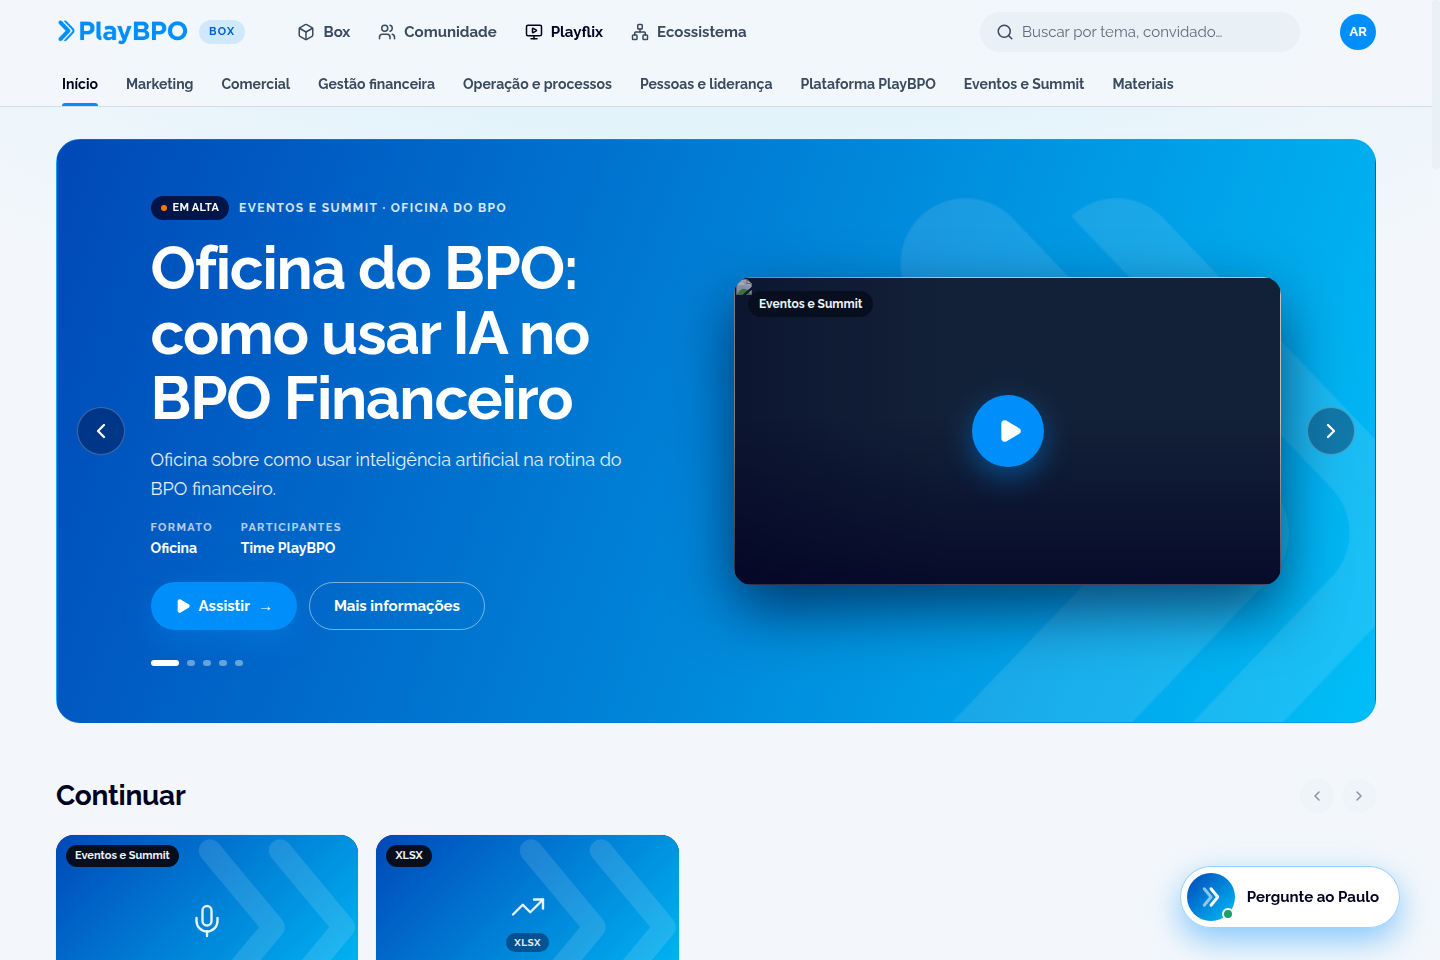 PlayBPO BOX
Box
Comunidade
Playflix
Ecossistema
Buscar por tema, convidado...
AR
Início
Marketing
Comercial
Gestão financeira
Operação e processos
Pessoas e liderança
Plataforma PlayBPO
Eventos e Summit
Materiais
EM ALTA
EVENTOS E SUMMIT · OFICINA DO BPO
Oficina do BPO:
como usar IA no
BPO Financeiro
Oficina sobre como usar inteligência artificial na rotina do
BPO financeiro.
FORMATO
Oficina
PARTICIPANTES
Time PlayBPO
Assistir →
Mais informações
Eventos e Summit
Continuar
Eventos e Summit
XLSX
XLSX
Pergunte ao Paulo